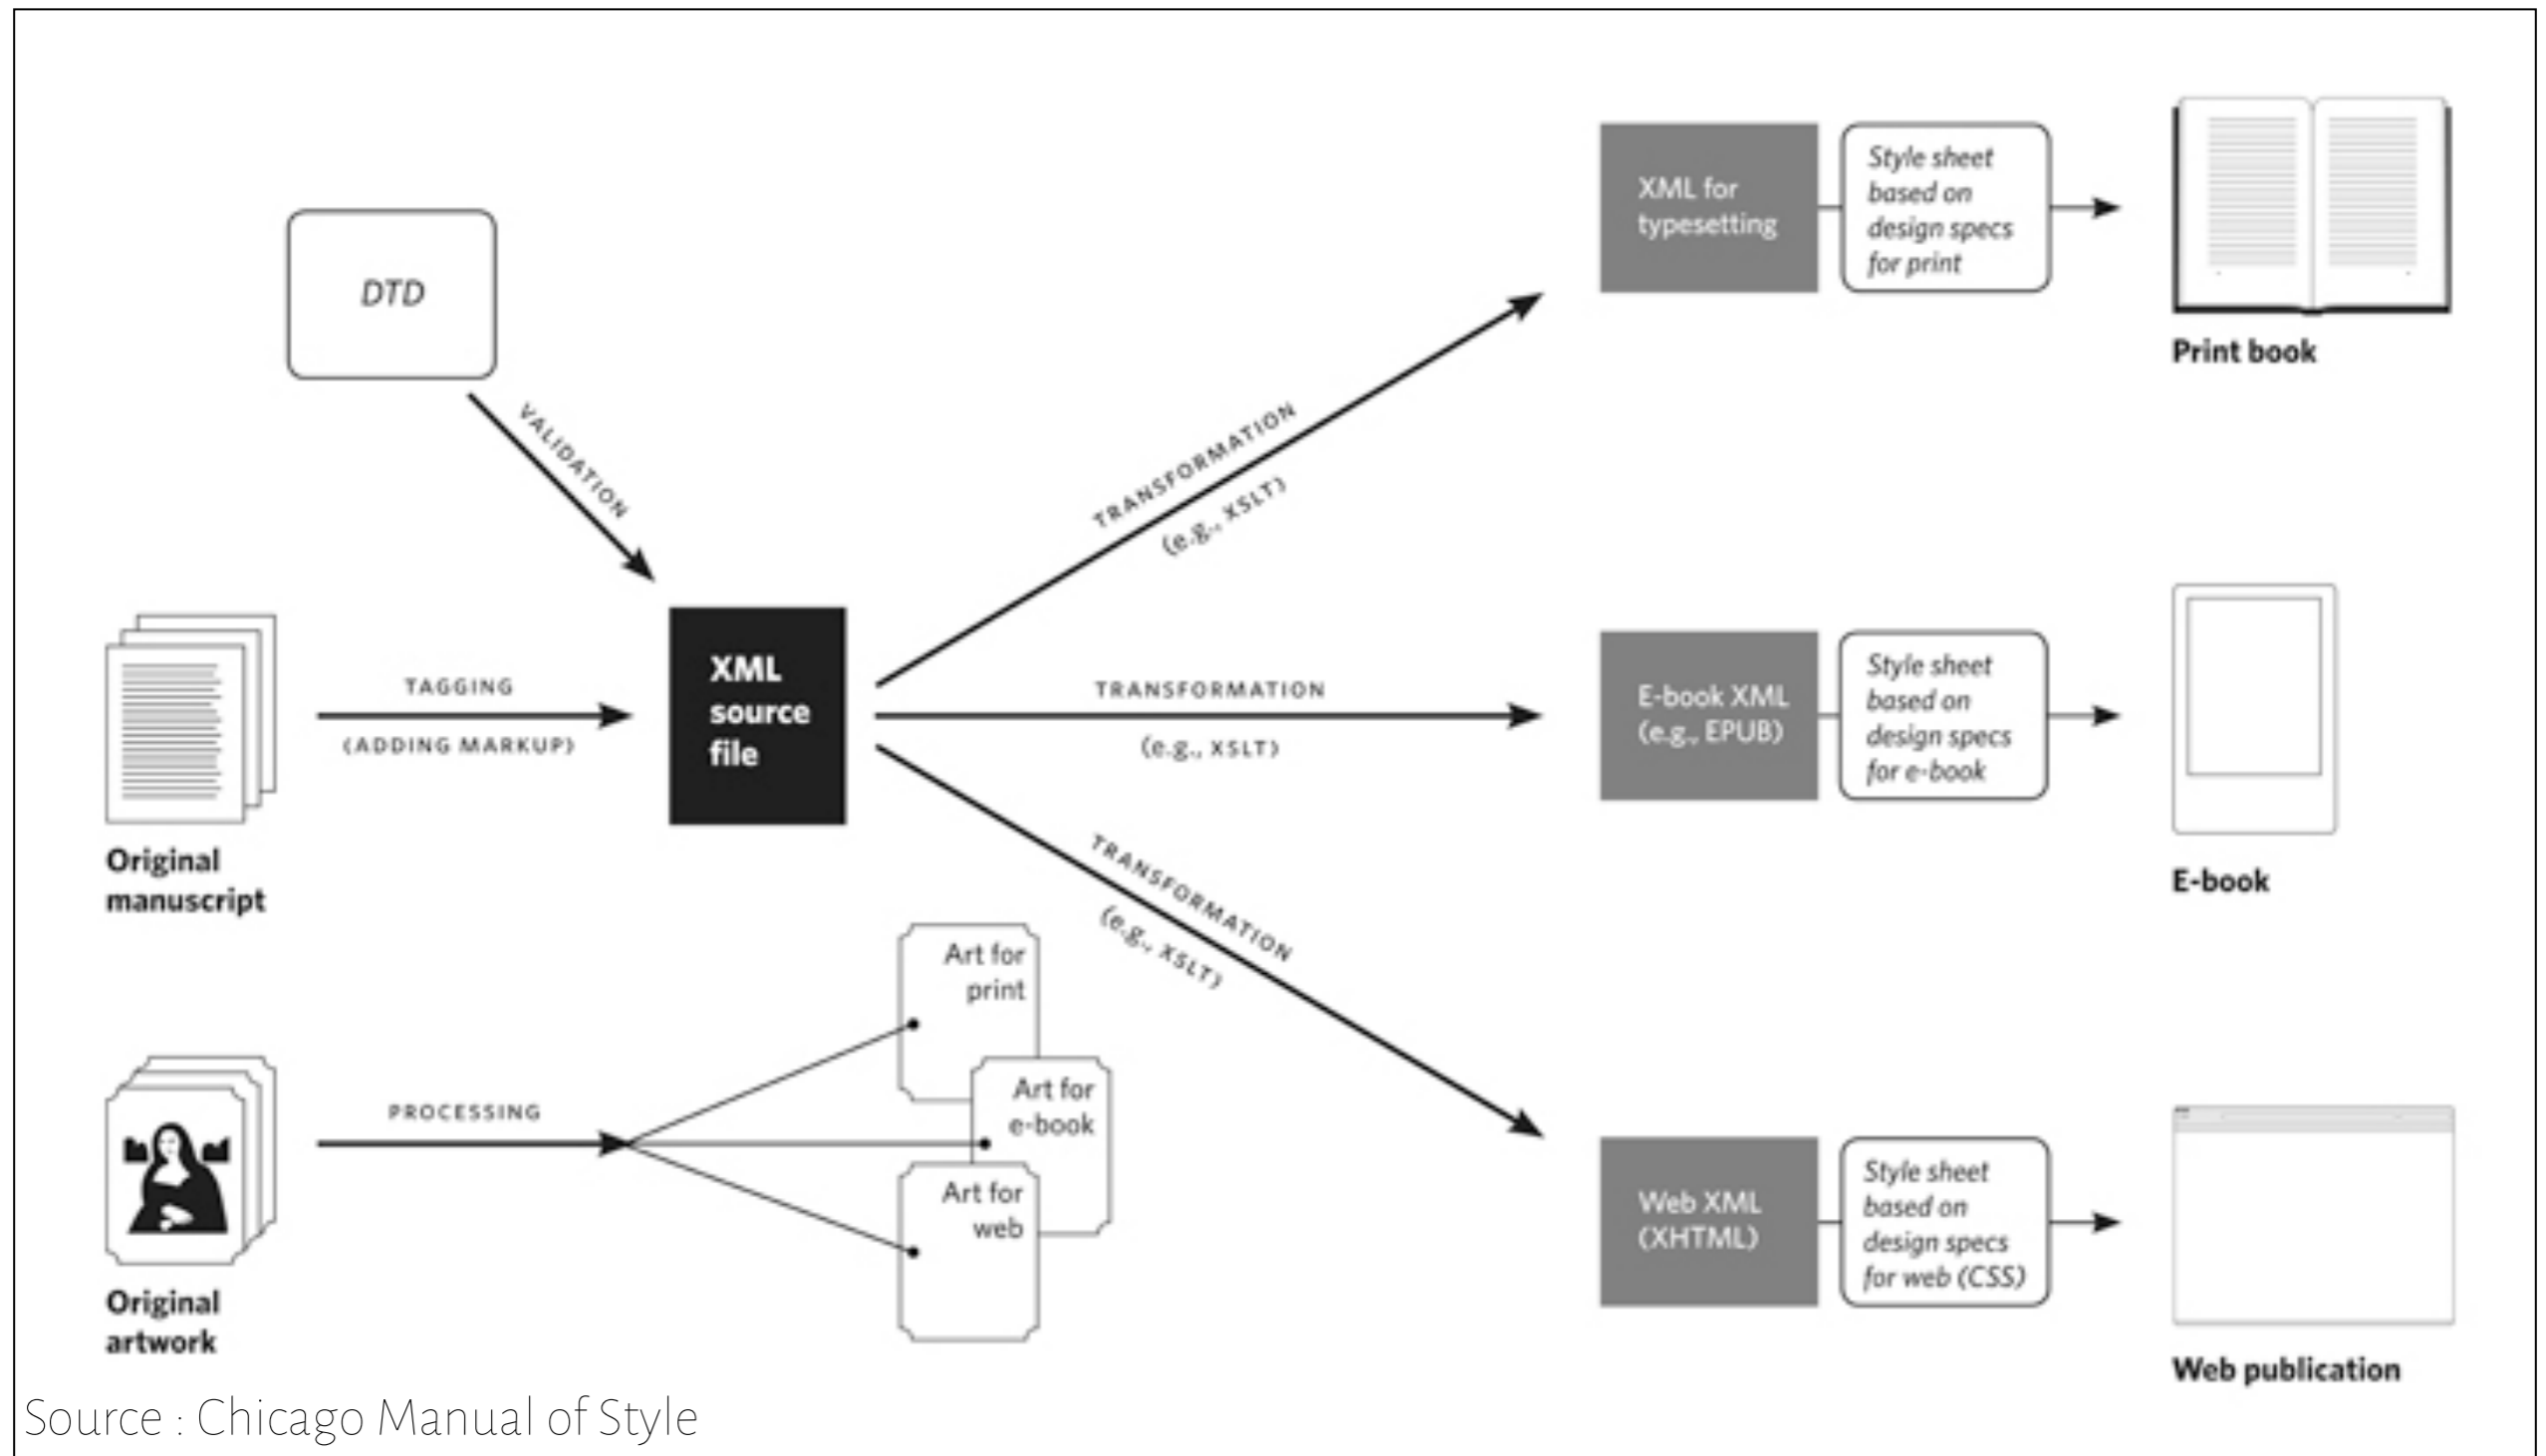 DTD
VALIDATION
Original
manuscript
TAGGING
(ADDING MARKUP)
XML
source
file
TRANSFORMATION
(e.g., XSLT)
XML for
typesetting
Style sheet
based on
design specs
for print
Print book
TRANSFORMATION
(e.g., XSLT)
E-book XML
(e.g., EPUB)
Style sheet
based on
design specs
for e-book
E-book
TRANSFORMATION
(e.g., XSLT)
Web XML
(XHTML)
Style sheet
based on
design specs
for web (CSS)
Web publication
Original
artwork
PROCESSING
Art for
print
Art for
e-book
Art for
web
Source : Chicago Manual of Style